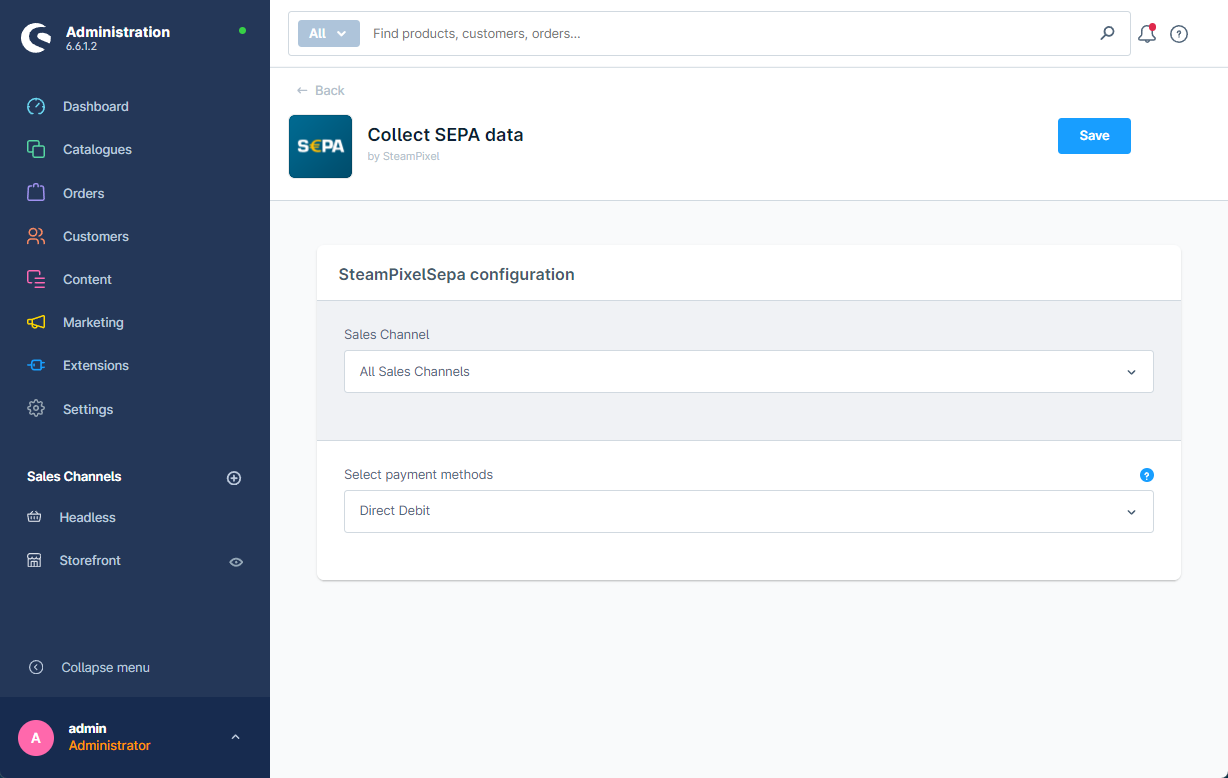 Administration
6.6.1.2
Dashboard
Catalogues
Orders
Customers
Content
Marketing
Extensions
Settings
Sales Channels
Headless
Storefront
Collapse menu
A
admin
Administrator
All
Find products, customers, orders...
?
← Back
S€PA
Collect SEPA data
by SteamPixel
Save
SteamPixelSepa configuration
Sales Channel
All Sales Channels
Select payment methods
?
Direct Debit